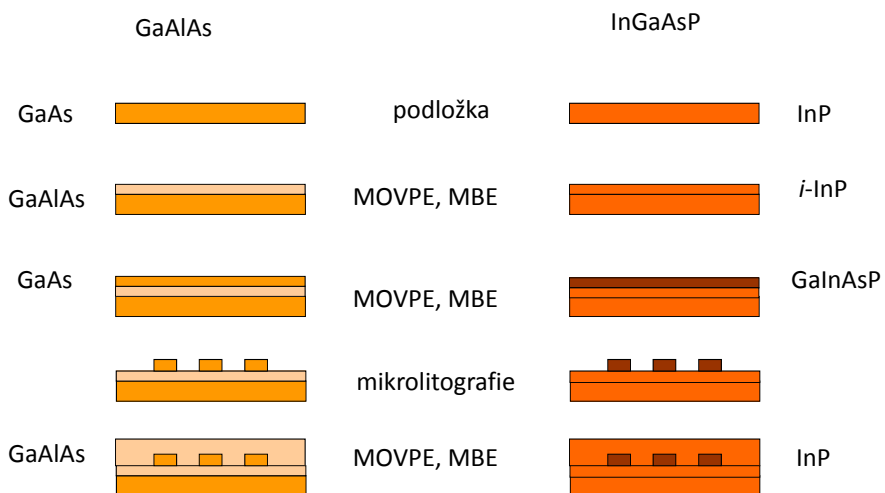 GaAlAs InGaAsP
GaAs podložka InP
GaAlAs MOVPE, MBE i-InP
GaAs MOVPE, MBE GaInAsP
mikrolitografie
GaAlAs MOVPE, MBE InP